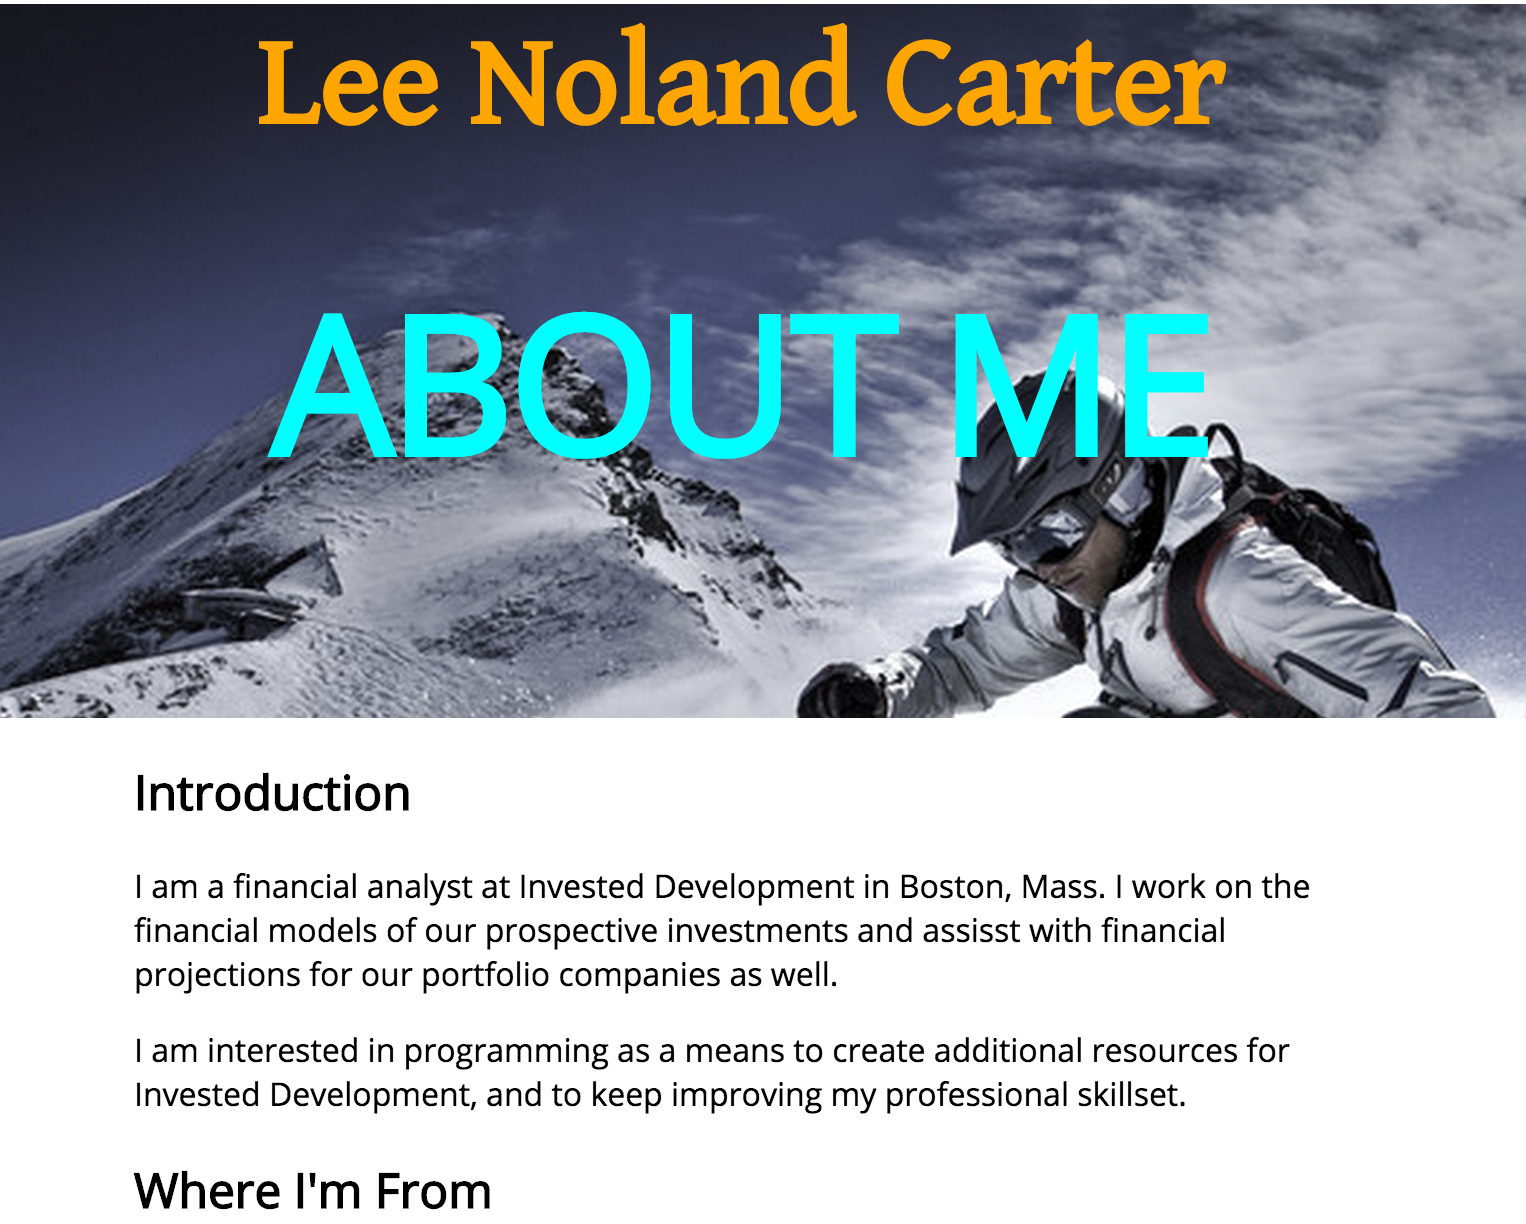 Lee Noland Carter
ABOUT ME
Introduction
I am a financial analyst at Invested Development in Boston, Mass. I work on the
financial models of our prospective investments and assisst with financial
projections for our portfolio companies as well.
I am interested in programming as a means to create additional resources for
Invested Development, and to keep improving my professional skillset.
Where I'm From